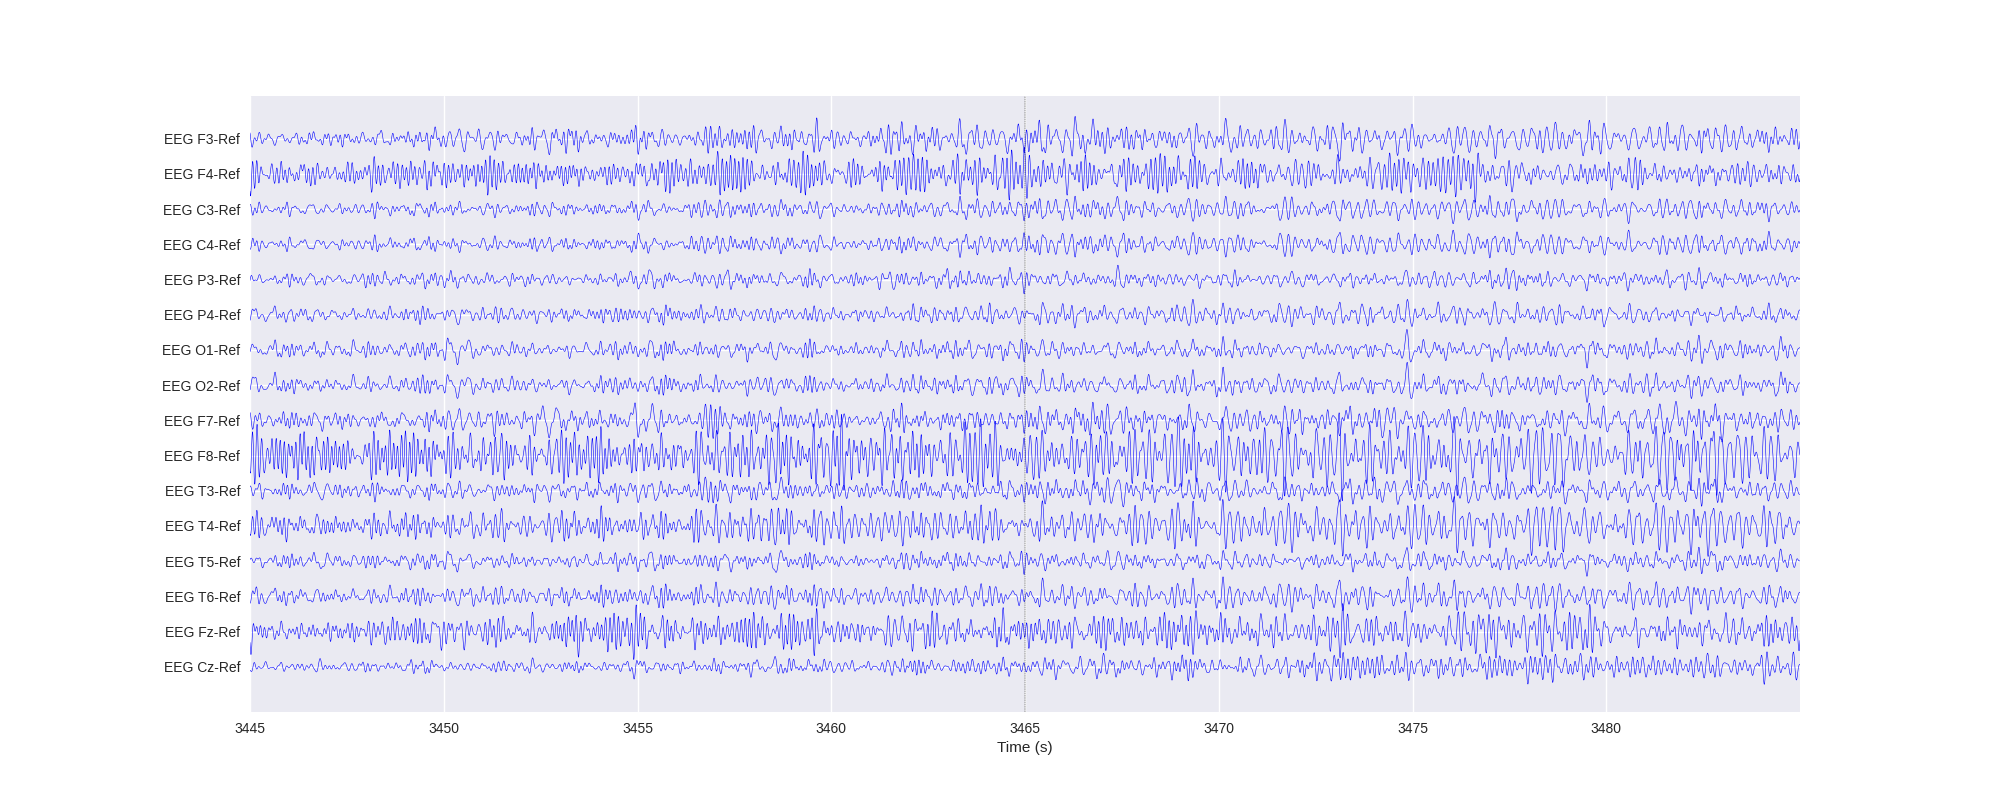 EEG F3-Ref
EEG F4-Ref
EEG C3-Ref
EEG C4-Ref
EEG P3-Ref
EEG P4-Ref
EEG O1-Ref
EEG O2-Ref
EEG F7-Ref
EEG F8-Ref
EEG T3-Ref
EEG T4-Ref
EEG T5-Ref
EEG T6-Ref
EEG Fz-Ref
EEG Cz-Ref
3445 3450 3455 3460 3465 3470 3475 3480
Time (s)